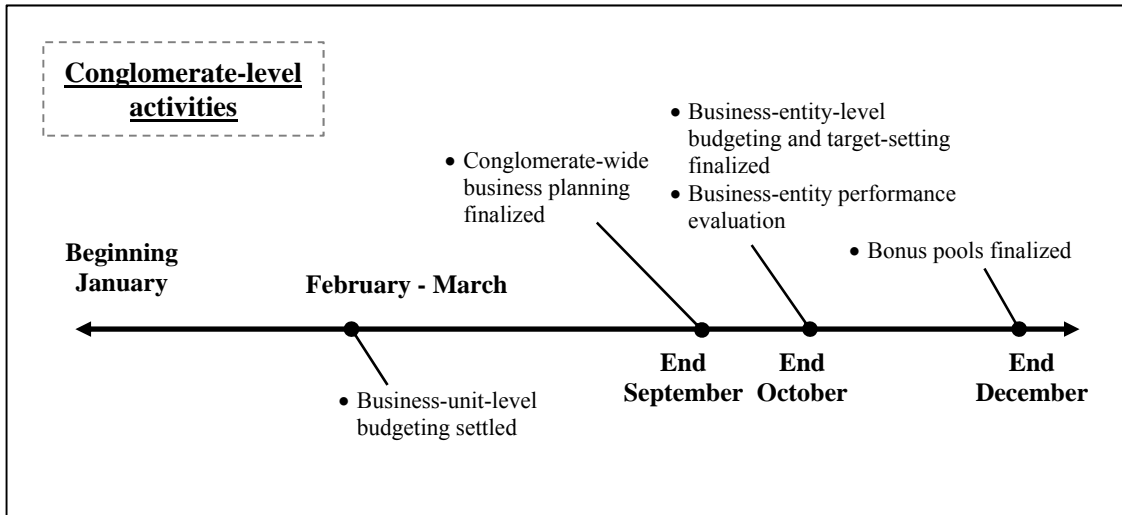 Conglomerate-level
activities
• Business-entity-level
budgeting and target-setting
finalized
• Business-entity performance
evaluation
• Conglomerate-wide
business planning
finalized
• Bonus pools finalized
Beginning
January
February - March
End
September
End
October
End
December
• Business-unit-level
budgeting settled